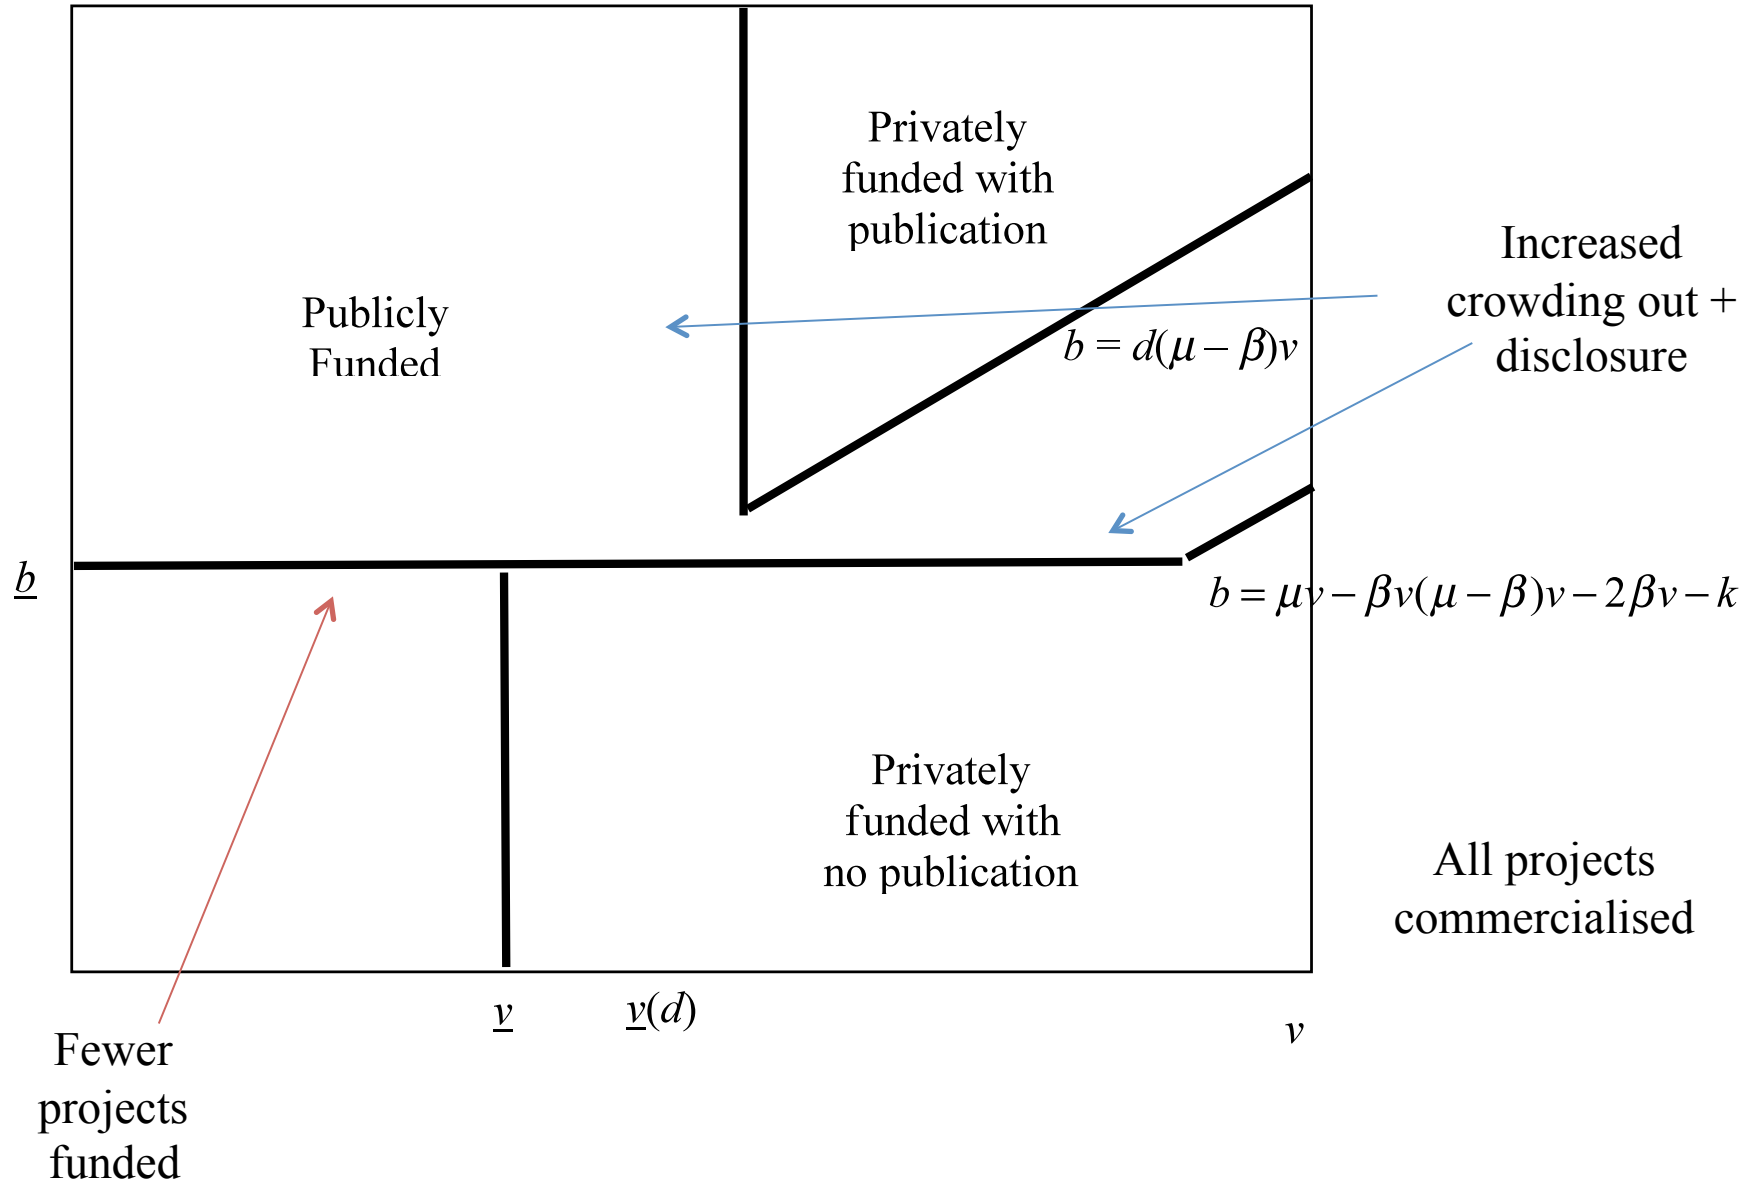 Privately
funded with
publication
Publicly
Funded
Increased
crowding out +
disclosure
b = d(μ – β)v
b
b = μv – βv(μ – β)v – 2βv – k
Privately
funded with
no publication
All projects
commercialised
v
v(d)
v
Fewer
projects
funded